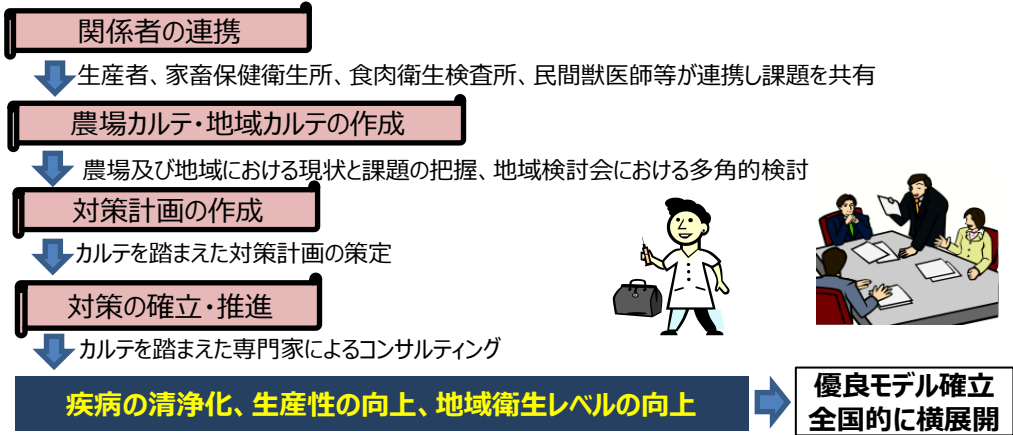 関係者の連携
生産者、家畜保健衛生所、食肉衛生検査所、民間獣医師等が連携し課題を共有
農場カルテ・地域カルテの作成
農場及び地域における現状と課題の把握、地域検討会における多角的検討
対策計画の作成
カルテを踏まえた対策計画の策定
対策の確立・推進
カルテを踏まえた専門家によるコンサルティング
疾病の清浄化、生産性の向上、地域衛生レベルの向上
優良モデル確立
全国的に横展開